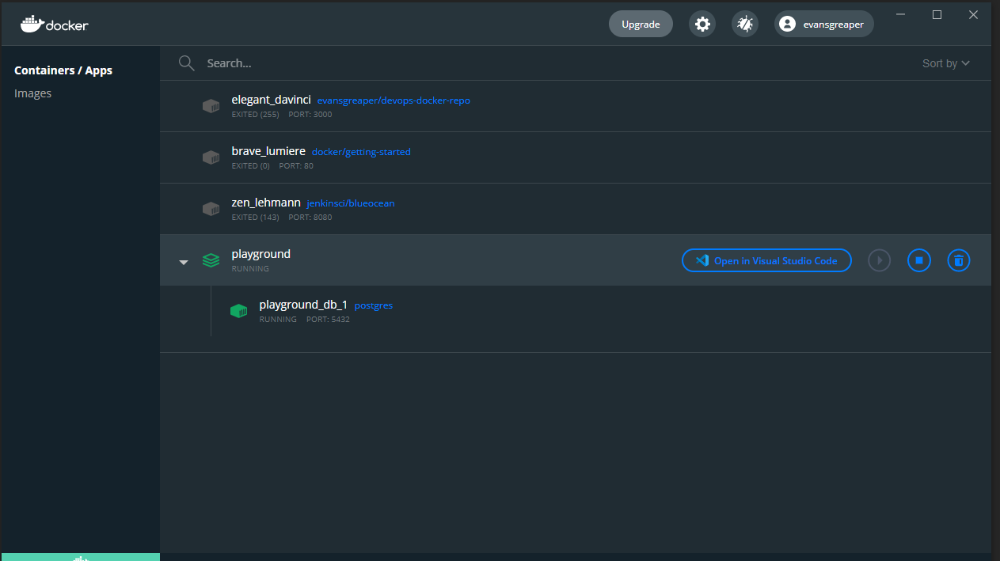 docker
Upgrade
evansgreaper
Containers / Apps
Images
Search...
Sort by
elegant_davinci evansgreaper/devops-docker-repo
EXITED (255) PORT: 3000
brave_lumiere docker/getting-started
EXITED (0) PORT: 80
zen_lehmann jenkinsci/blueocean
EXITED (143) PORT: 8080
playground
RUNNING
Open in Visual Studio Code
playground_db_1 postgres
RUNNING PORT: 5432